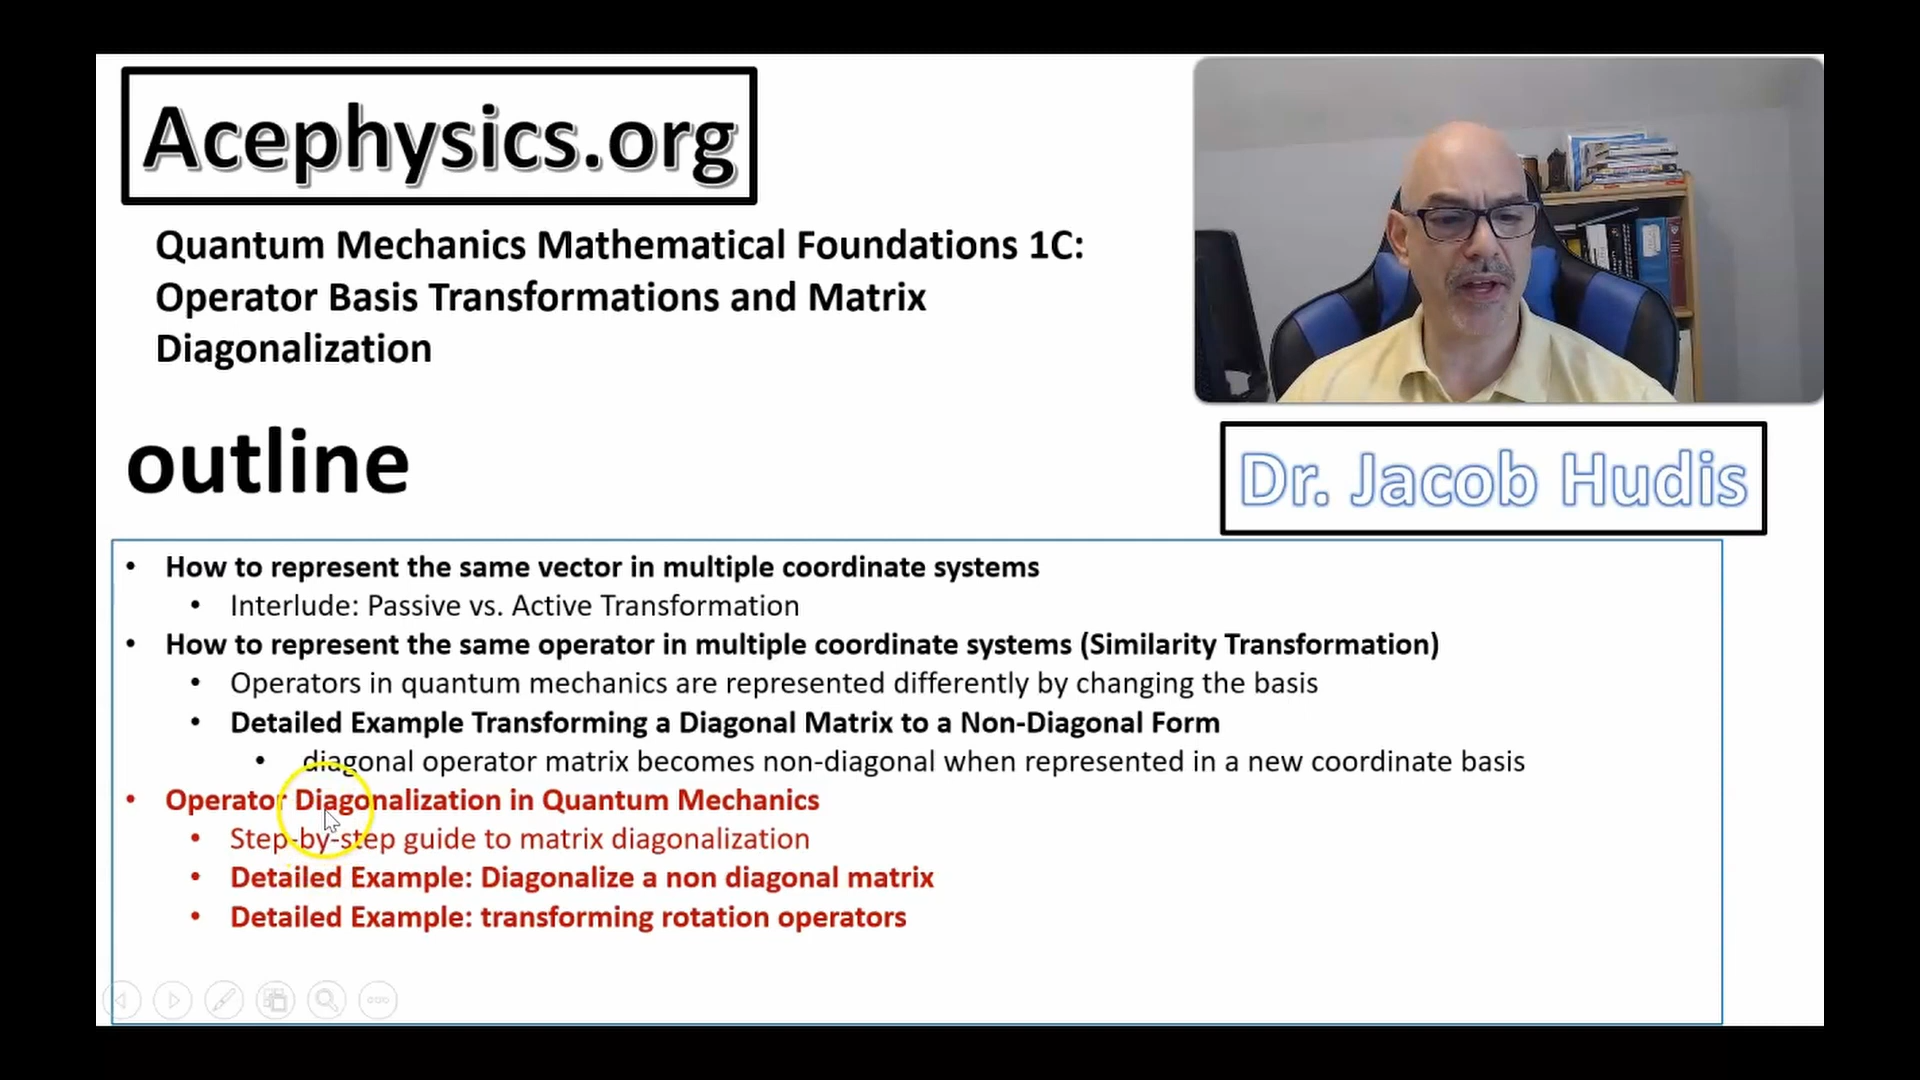 Acephysics.org
Quantum Mechanics Mathematical Foundations 1C:
Operator Basis Transformations and Matrix
Diagonalization
outline
Dr. Jacob Hudis
• How to represent the same vector in multiple coordinate systems
• Interlude: Passive vs. Active Transformation
• How to represent the same operator in multiple coordinate systems (Similarity Transformation)
• Operators in quantum mechanics are represented differently by changing the basis
• Detailed Example Transforming a Diagonal Matrix to a Non-Diagonal Form
• diagonal operator matrix becomes non-diagonal when represented in a new coordinate basis
• Operator Diagonalization in Quantum Mechanics
• Step-by-step guide to matrix diagonalization
• Detailed Example: Diagonalize a non diagonal matrix
• Detailed Example: transforming rotation operators